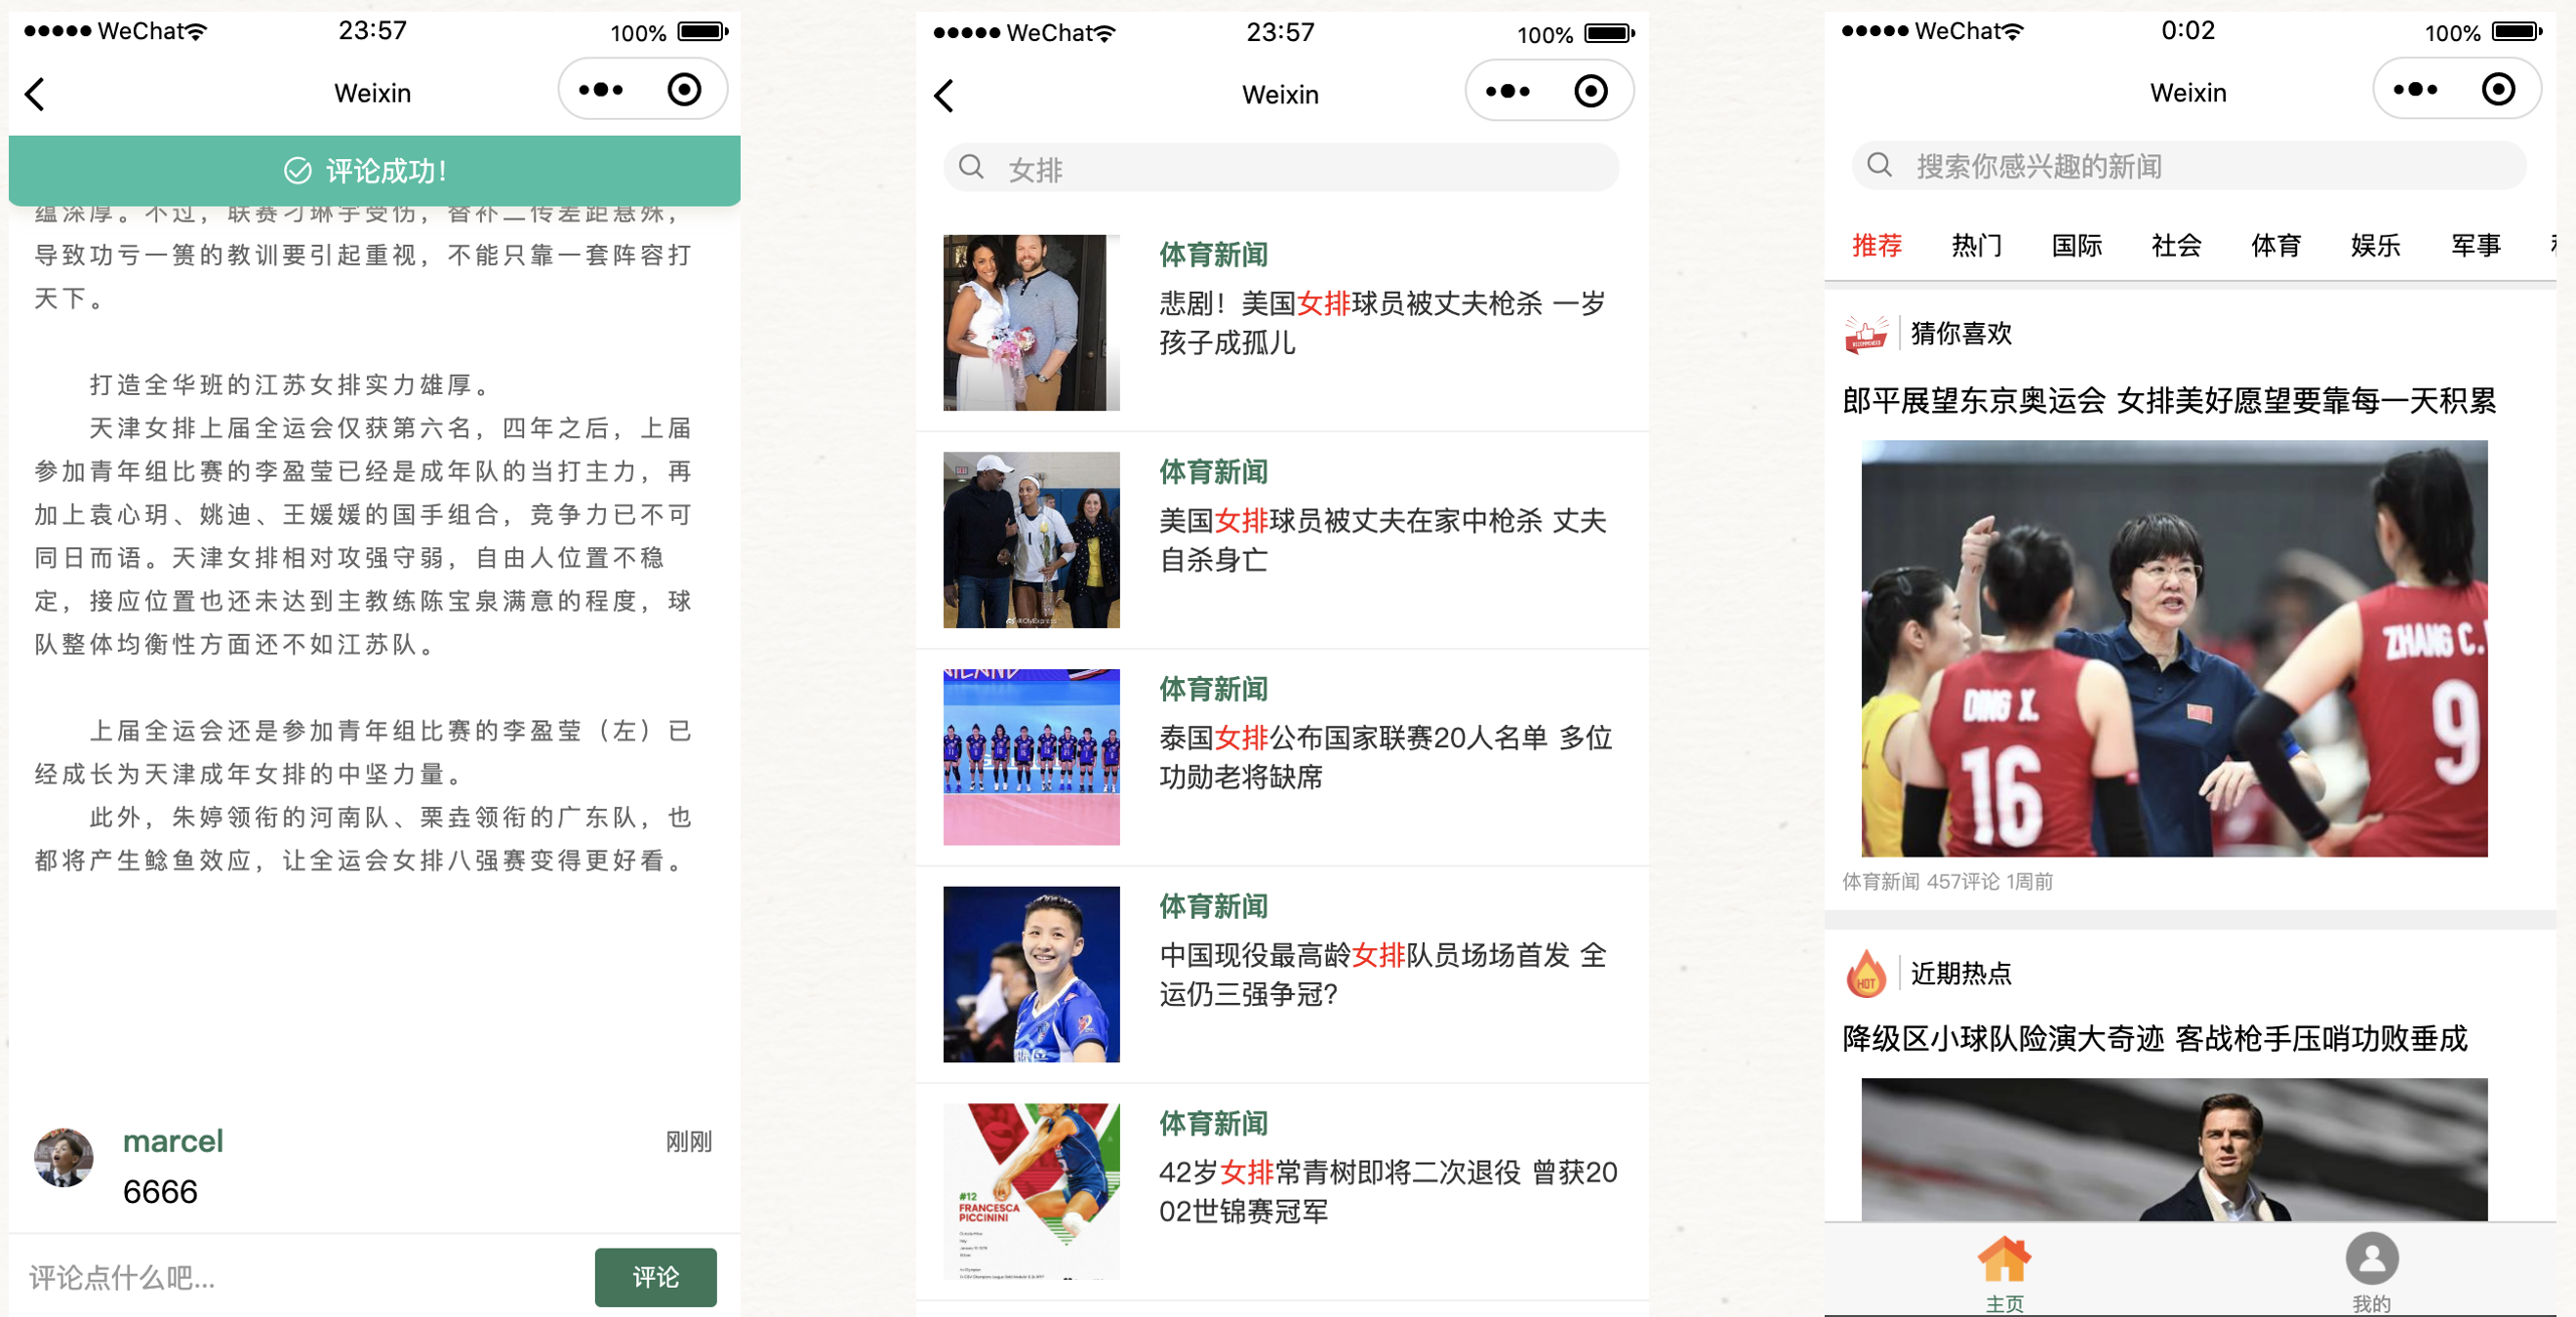 WeChat 23:57 100%
Weixin
评论成功！
蕴深厚。不过，联赛刁琳宇受伤，替补二传差距悬殊，
导致功亏一篑的教训要引起重视，不能只靠一套阵容打
天下。
打造全华班的江苏女排实力雄厚。
天津女排上届全运会仅获第六名，四年之后，上届
参加青年组比赛的李盈莹已经是成年队的当打主力，再
加上袁心玥、姚迪、王媛媛的国手组合，竞争力已不可
同日而语。天津女排相对攻强守弱，自由人位置不稳
定，接应位置也还未达到主教练陈宝泉满意的程度，球
队整体均衡性方面还不如江苏队。
上届全运会还是参加青年组比赛的李盈莹（左）已
经成长为天津成年女排的中坚力量。
此外，朱婷领衔的河南队、栗垚领衔的广东队，也
都将产生鲶鱼效应，让全运会女排八强赛变得更好看。
marcel 刚刚
6666
评论点什么吧... 评论
WeChat 23:57 100%
Weixin
女排
体育新闻
悲剧！美国女排球员被丈夫枪杀 一岁
孩子成孤儿
体育新闻
美国女排球员被丈夫在家中枪杀 丈夫
自杀身亡
体育新闻
泰国女排公布国家联赛20人名单 多位
功勋老将缺席
体育新闻
中国现役最高龄女排队员场场首发 全
运仍三强争冠？
#12
FRANCESCA
PICCININI
体育新闻
42岁女排常青树即将二次退役 曾获20
02世锦赛冠军
WeChat 0:02 100%
Weixin
搜索你感兴趣的新闻
推荐 热门 国际 社会 体育 娱乐 军事
猜你喜欢
郎平展望东京奥运会 女排美好愿望要靠每一天积累
DING X.
16
ZHANG C.
9
体育新闻 457评论 1周前
HOT
近期热点
降级区小球队险演大奇迹 客战枪手压哨功败垂成
主页 我的